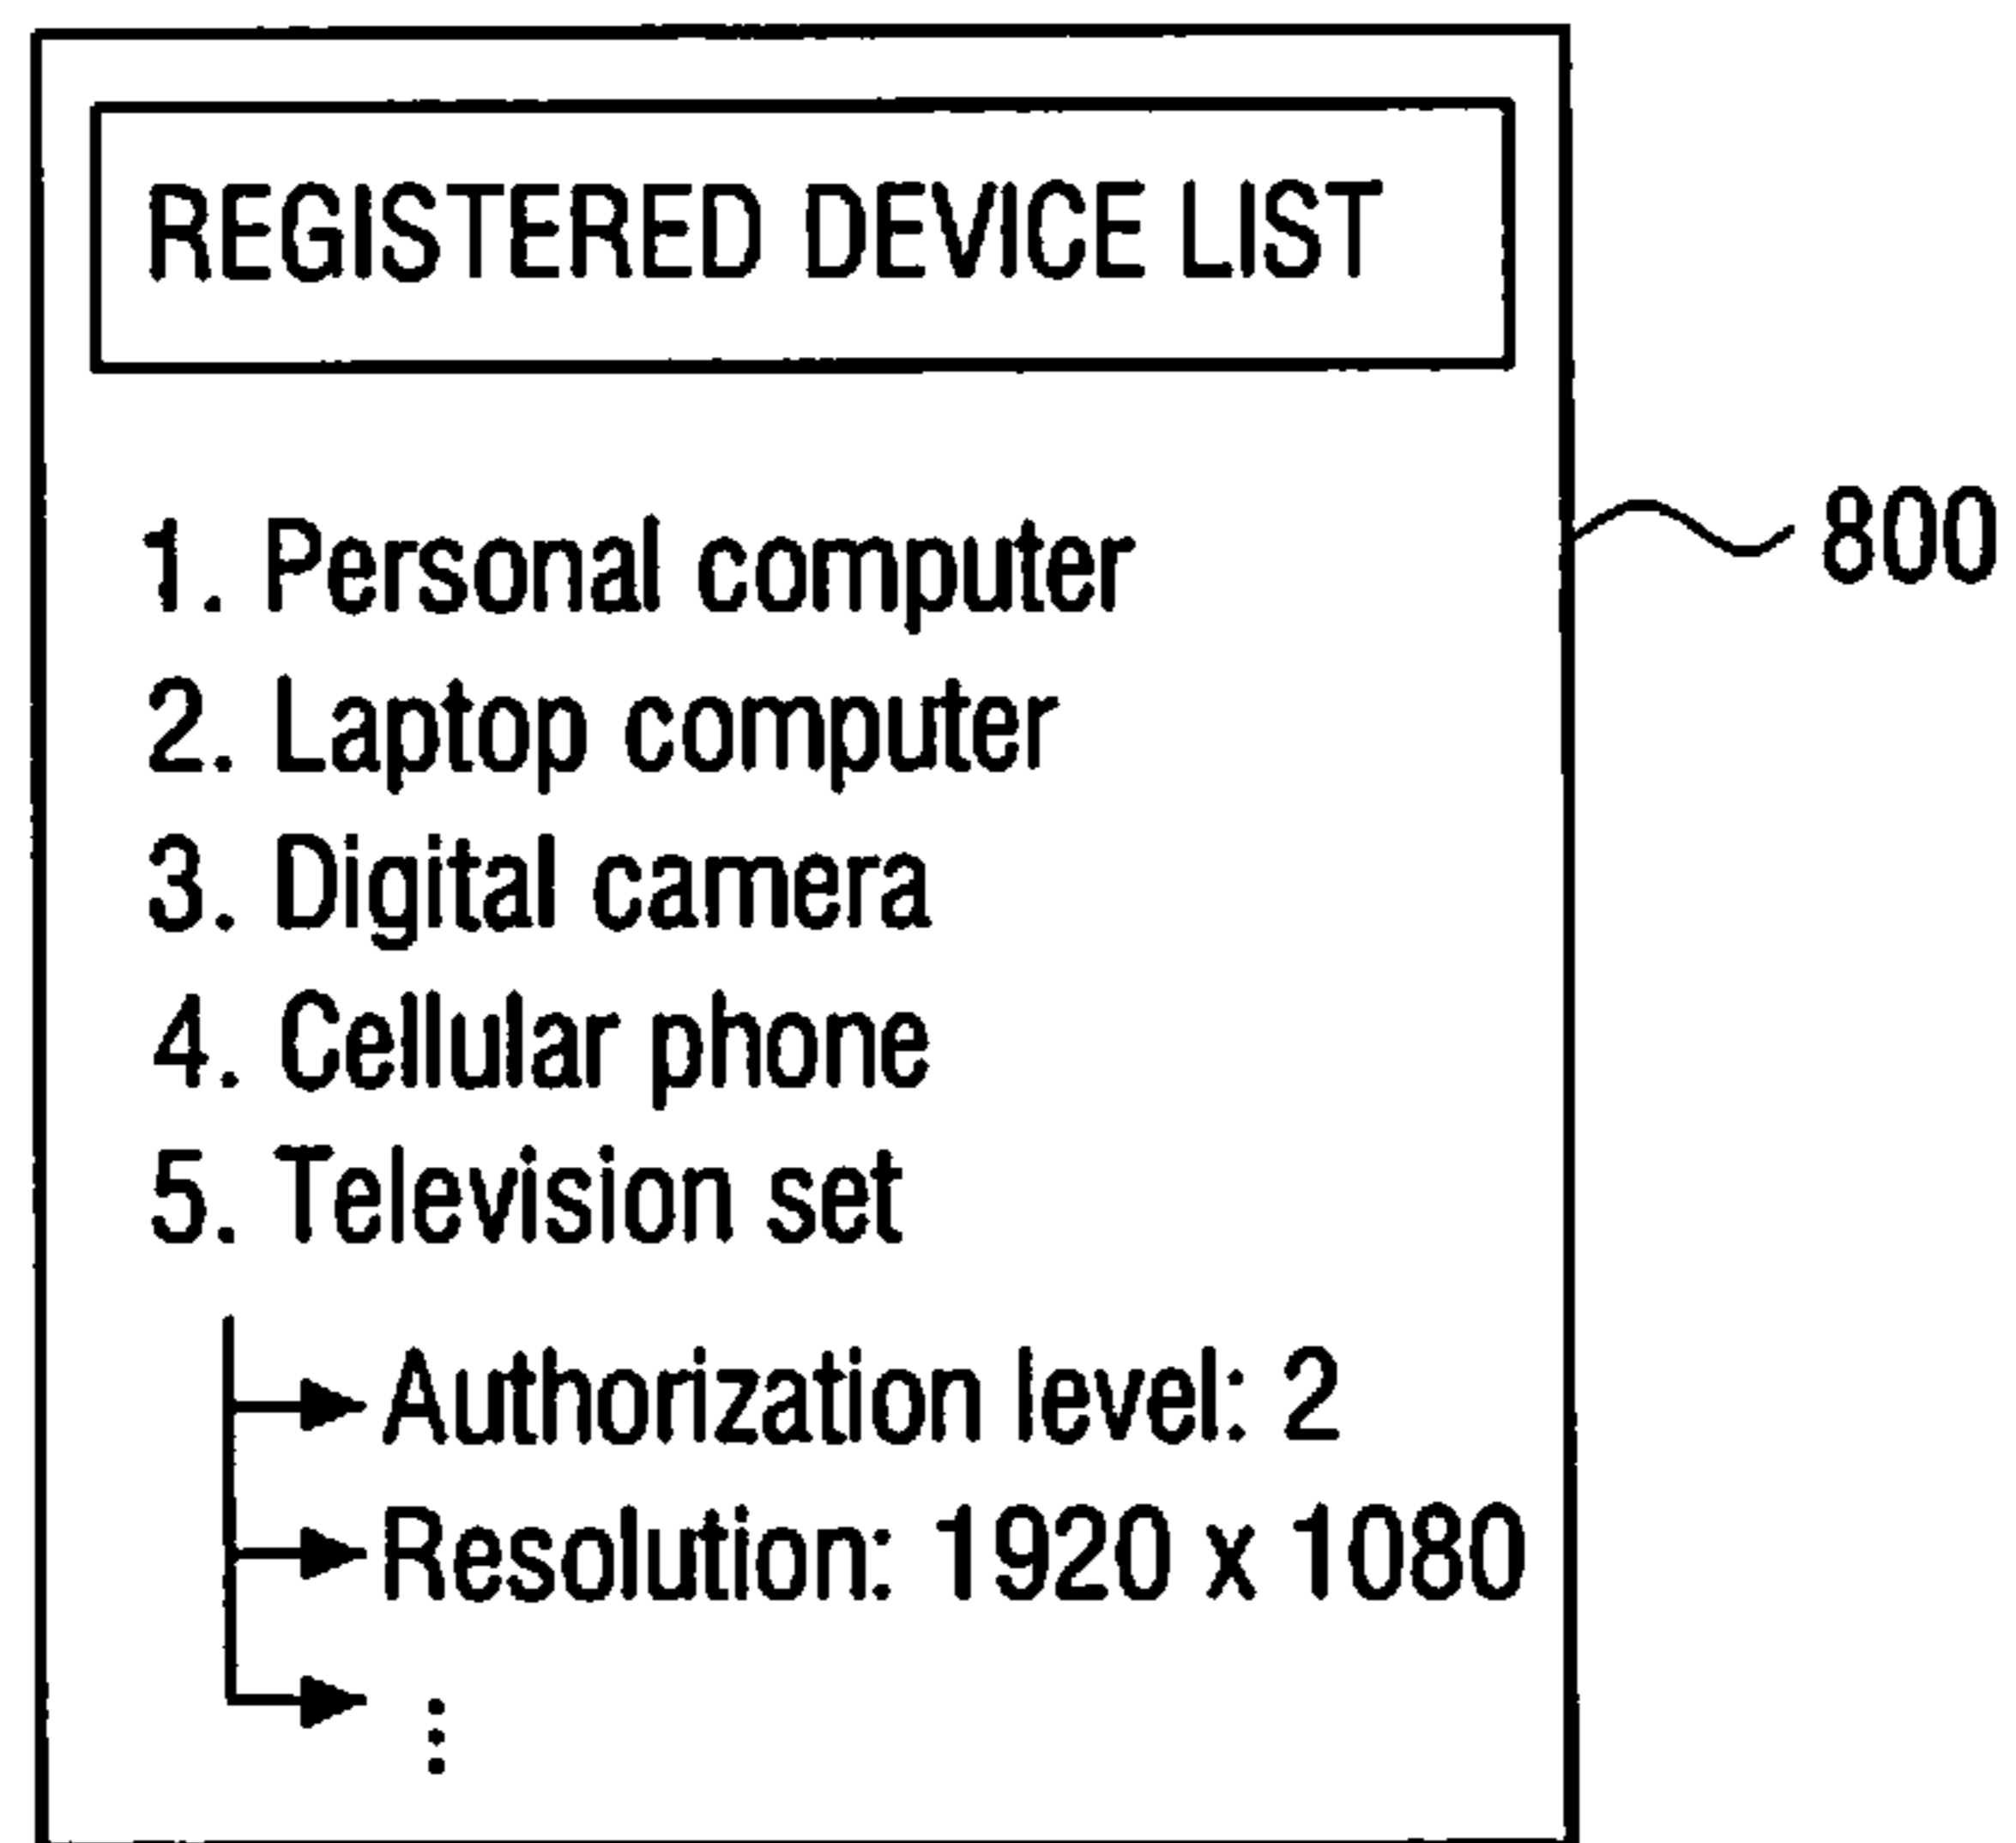 REGISTERED DEVICE LIST
1. Personal computer
800
2. Laptop computer
3. Digital camera
4. Cellular phone
5. Television set
Authorization level: 2
Resolution: 1920 x 1080